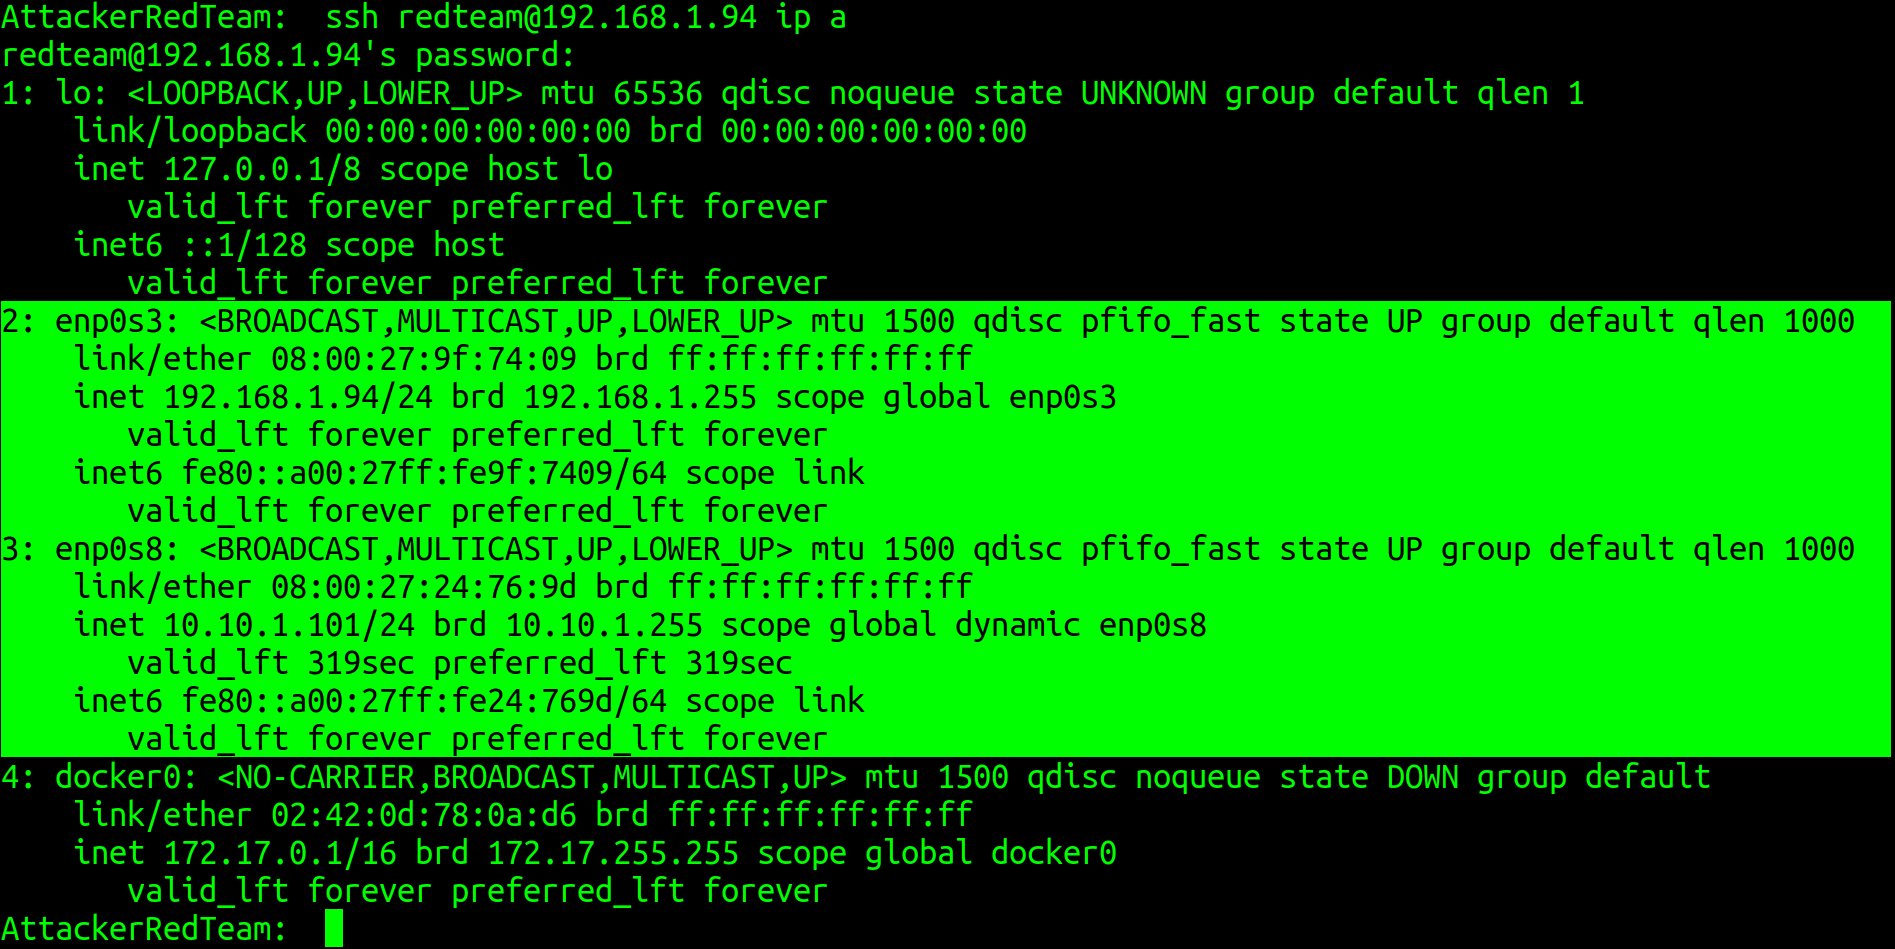 AttackerRedTeam:  ssh redteam@192.168.1.94 ip a
redteam@192.168.1.94's password:
1: lo: <LOOPBACK,UP,LOWER_UP> mtu 65536 qdisc noqueue state UNKNOWN group default qlen 1
    link/loopback 00:00:00:00:00:00 brd 00:00:00:00:00:00
    inet 127.0.0.1/8 scope host lo
       valid_lft forever preferred_lft forever
    inet6 ::1/128 scope host
       valid_lft forever preferred_lft forever
2: enp0s3: <BROADCAST,MULTICAST,UP,LOWER_UP> mtu 1500 qdisc pfifo_fast state UP group default qlen 1000
    link/ether 08:00:27:9f:74:09 brd ff:ff:ff:ff:ff:ff
    inet 192.168.1.94/24 brd 192.168.1.255 scope global enp0s3
       valid_lft forever preferred_lft forever
    inet6 fe80::a00:27ff:fe9f:7409/64 scope link
       valid_lft forever preferred_lft forever
3: enp0s8: <BROADCAST,MULTICAST,UP,LOWER_UP> mtu 1500 qdisc pfifo_fast state UP group default qlen 1000
    link/ether 08:00:27:24:76:9d brd ff:ff:ff:ff:ff:ff
    inet 10.10.1.101/24 brd 10.10.1.255 scope global dynamic enp0s8
       valid_lft 319sec preferred_lft 319sec
    inet6 fe80::a00:27ff:fe24:769d/64 scope link
       valid_lft forever preferred_lft forever
4: docker0: <NO-CARRIER,BROADCAST,MULTICAST,UP> mtu 1500 qdisc noqueue state DOWN group default
    link/ether 02:42:0d:78:0a:d6 brd ff:ff:ff:ff:ff:ff
    inet 172.17.0.1/16 brd 172.17.255.255 scope global docker0
       valid_lft forever preferred_lft forever
AttackerRedTeam: